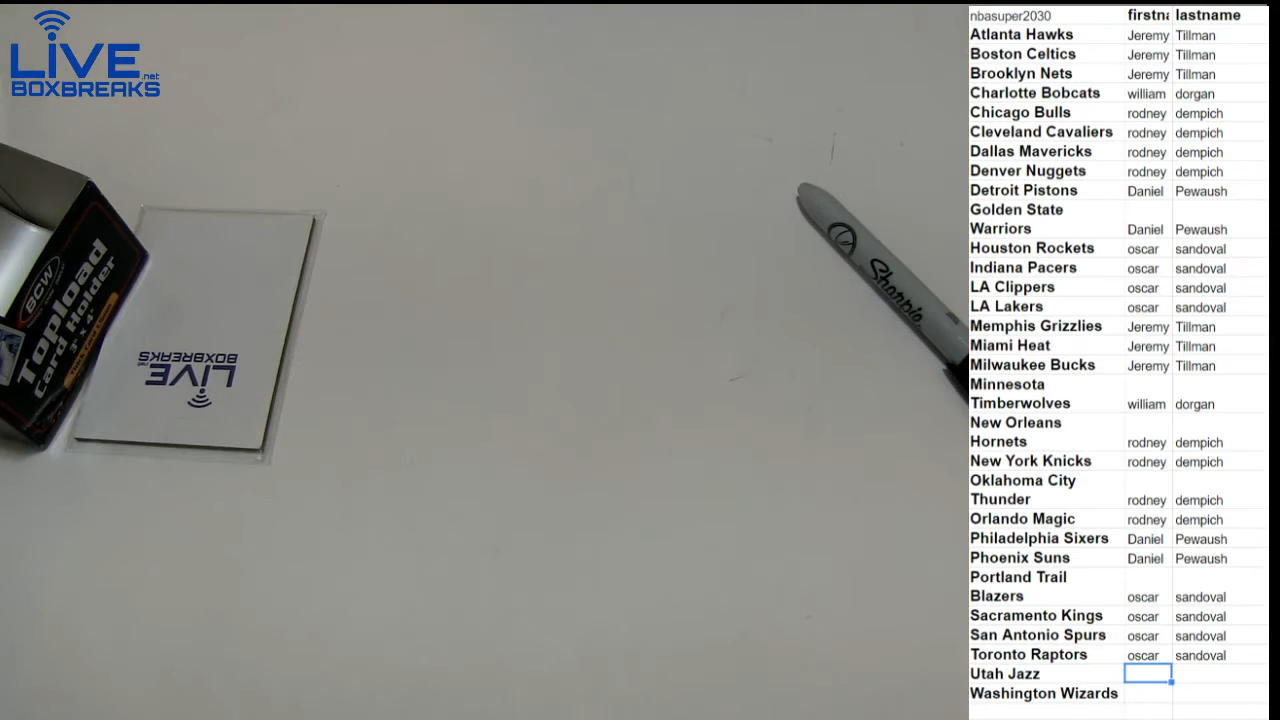 LiVE.net
BOXBREAKS
BCW
Topload
Card Holder
3" x 4"
BOXBREAKS
LiVE.net
Sharpie
nbasuper2030 firstna lastname
Atlanta Hawks Jeremy Tillman
Boston Celtics Jeremy Tillman
Brooklyn Nets Jeremy Tillman
Charlotte Bobcats william dorgan
Chicago Bulls rodney dempich
Cleveland Cavaliers rodney dempich
Dallas Mavericks rodney dempich
Denver Nuggets rodney dempich
Detroit Pistons Daniel Pewaush
Golden State
Warriors Daniel Pewaush
Houston Rockets oscar sandoval
Indiana Pacers oscar sandoval
LA Clippers oscar sandoval
LA Lakers oscar sandoval
Memphis Grizzlies Jeremy Tillman
Miami Heat Jeremy Tillman
Milwaukee Bucks Jeremy Tillman
Minnesota
Timberwolves william dorgan
New Orleans
Hornets rodney dempich
New York Knicks rodney dempich
Oklahoma City
Thunder rodney dempich
Orlando Magic rodney dempich
Philadelphia Sixers Daniel Pewaush
Phoenix Suns Daniel Pewaush
Portland Trail
Blazers oscar sandoval
Sacramento Kings oscar sandoval
San Antonio Spurs oscar sandoval
Toronto Raptors oscar sandoval
Utah Jazz
Washington Wizards